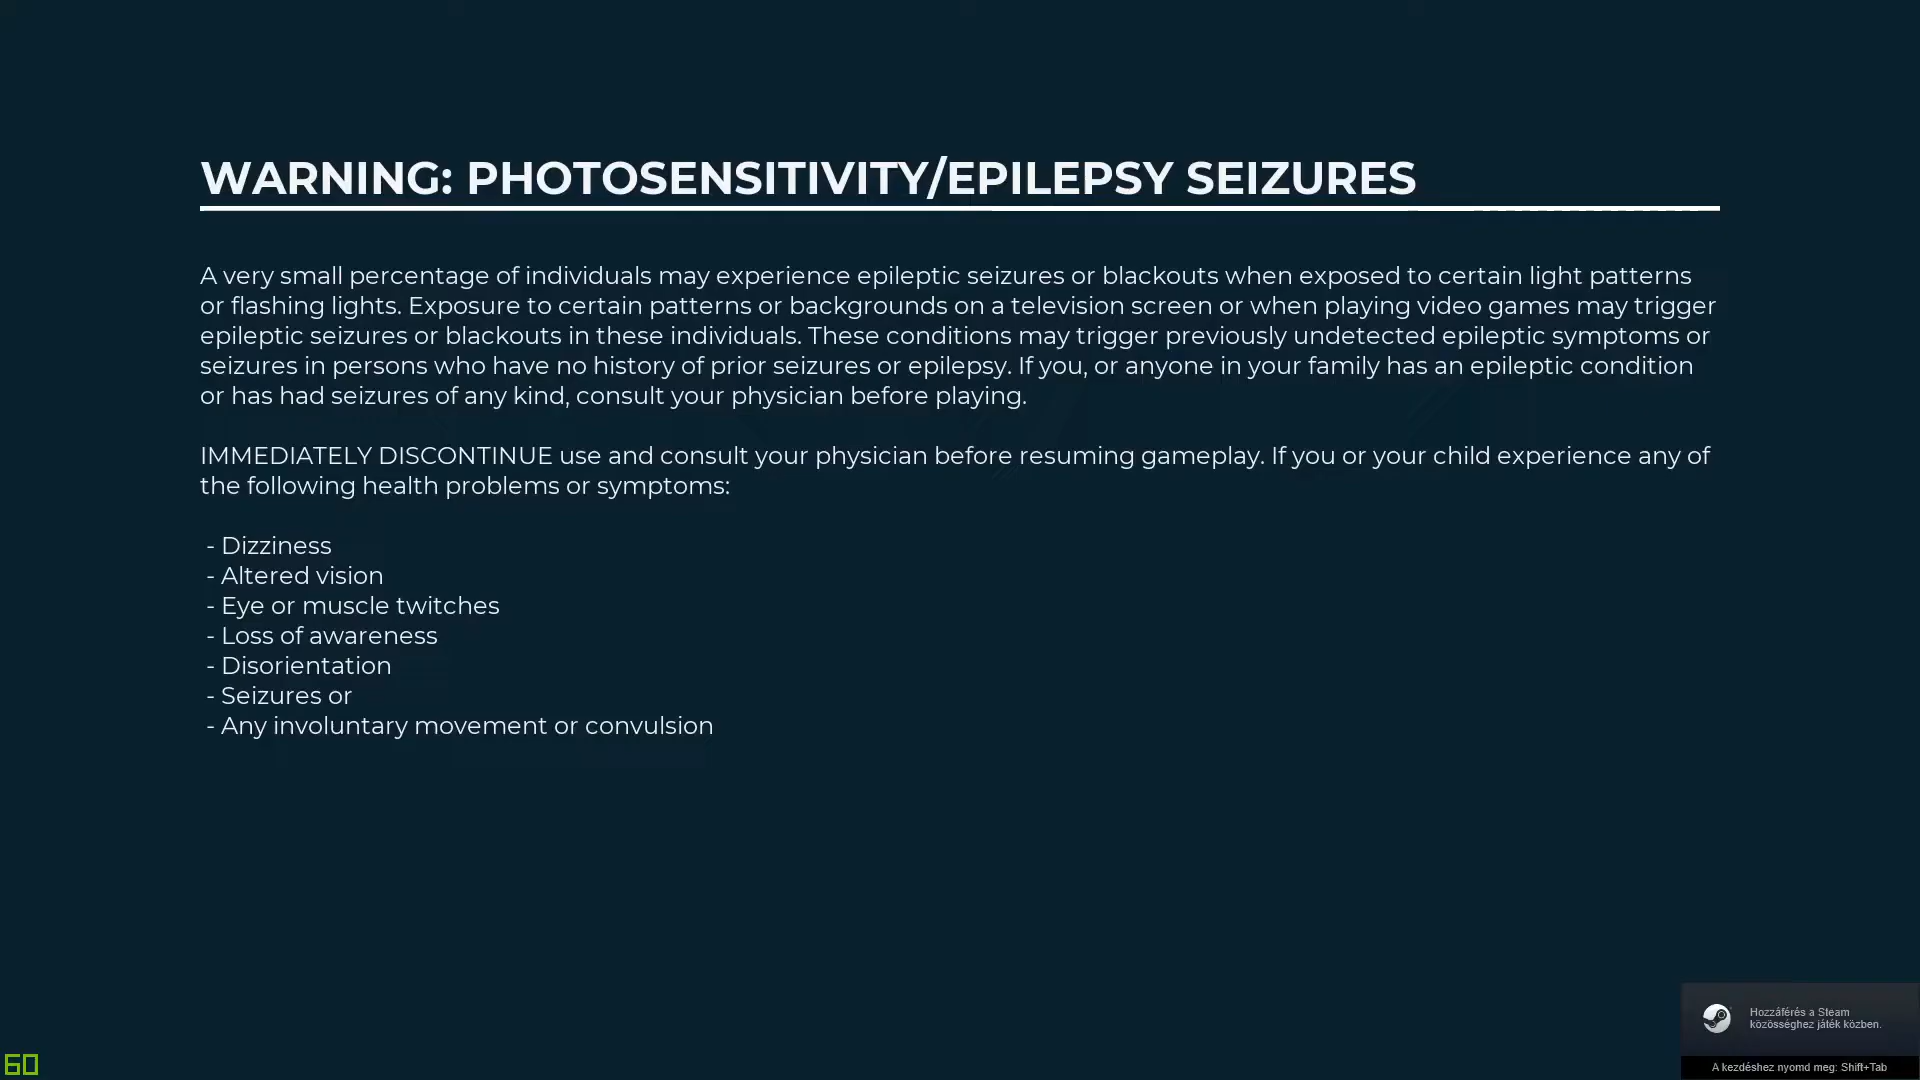 WARNING: PHOTOSENSITIVITY/EPILEPSY SEIZURES
A very small percentage of individuals may experience epileptic seizures or blackouts when exposed to certain light patterns
or flashing lights. Exposure to certain patterns or backgrounds on a television screen or when playing video games may trigger
epileptic seizures or blackouts in these individuals. These conditions may trigger previously undetected epileptic symptoms or
seizures in persons who have no history of prior seizures or epilepsy. If you, or anyone in your family has an epileptic condition
or has had seizures of any kind, consult your physician before playing.
IMMEDIATELY DISCONTINUE use and consult your physician before resuming gameplay. If you or your child experience any of
the following health problems or symptoms:
- Dizziness
- Altered vision
- Eye or muscle twitches
- Loss of awareness
- Disorientation
- Seizures or
- Any involuntary movement or convulsion
Hozzáférés a Steam
közösséghez játék közben.
A kezdéshez nyomd meg: Shift+Tab
60